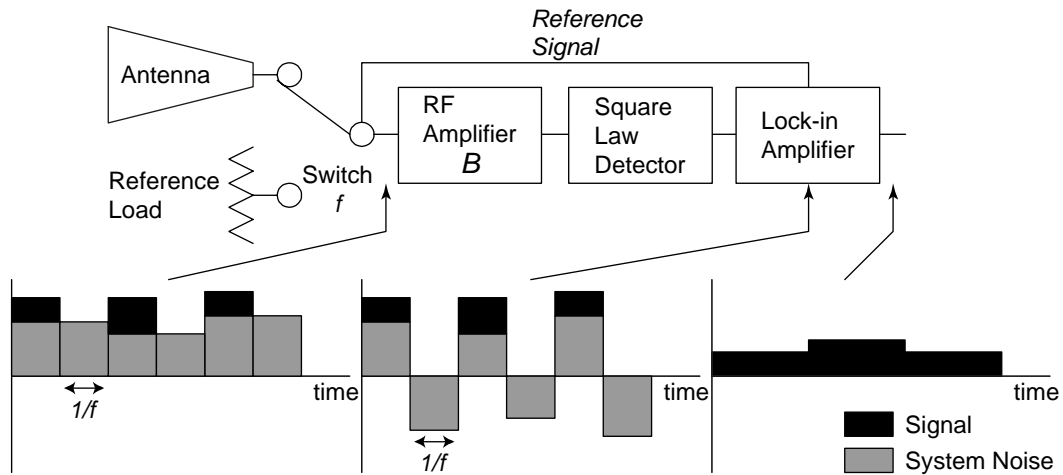 Reference
Signal
Antenna
RF
Amplifier
B
Square
Law
Detector
Lock-in
Amplifier
Reference
Load
Switch
f
time
1/f
time
1/f
time
Signal
System Noise